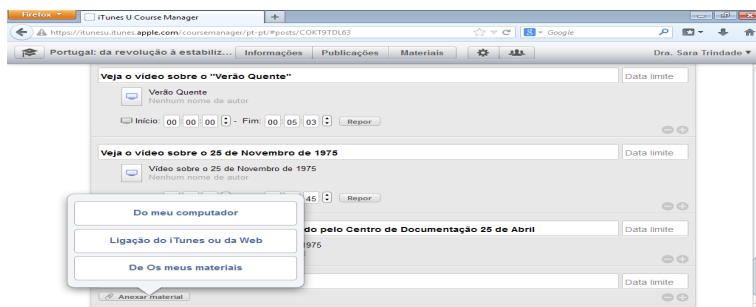 Firefox
iTunes U Course Manager
https://itunesu.itunes.apple.com/coursemanager/pt-pt/#posts/COKT9TDL63
Google
Portugal: da revolução à estabiliz...
Informações
Publicações
Materiais
Dra. Sara Trindade
Veja o vídeo sobre o "Verão Quente"
Data limite
Verão Quente
Nenhum nome de autor
Início: 00 00 00 - Fim: 00 05 03 Repor
Veja o vídeo sobre o 25 de Novembro de 1975
Data limite
Vídeo sobre o 25 de Novembro de 1975
Nenhum nome de autor
45 Repor
Do meu computador
do pelo Centro de Documentação 25 de Abril
Data limite
Ligação do iTunes ou da Web
1975
De Os meus materiais
Data limite
Anexar material